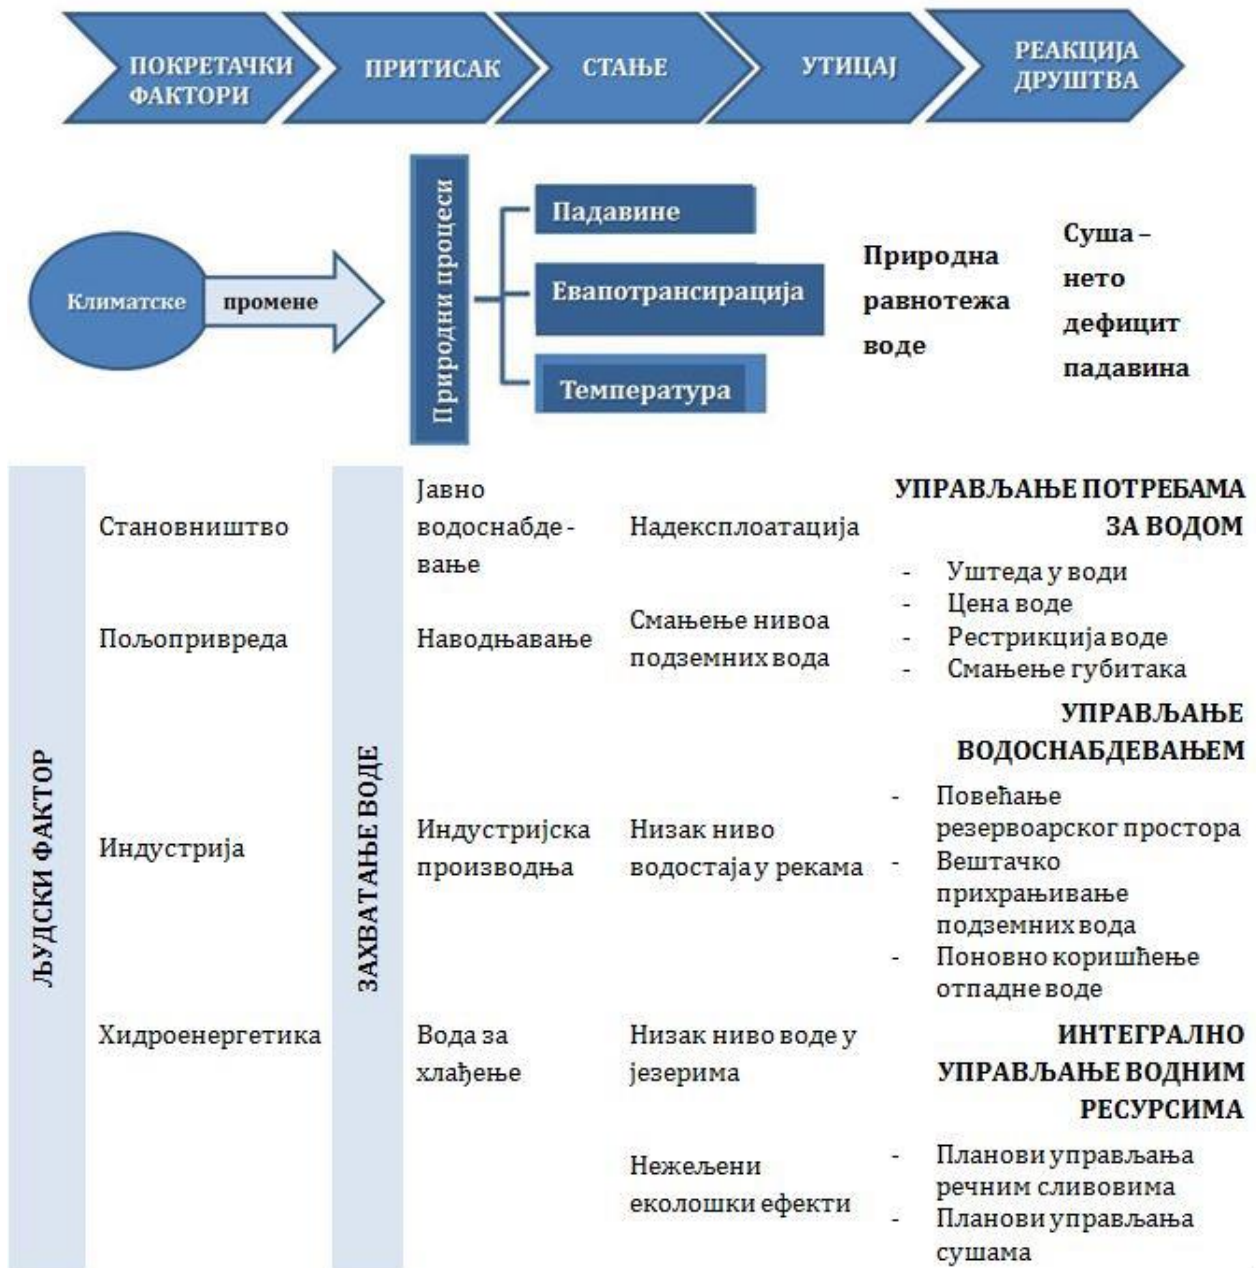 ПОКРЕТАЧКИ
ФАКТОРИ
ПРИТИСАК
СТАЊЕ
УТИЦАЈ
РЕАКЦИЈА
ДРУШТВА
Климатске
промене
Природни процеси
Падавине
Евапотрансирација
Температура
Природна
равнотежа
воде
Суша –
нето
дефицит
падавина
ЉУДСКИ ФАКТОР
Становништво
Пољопривреда
Индустрија
Хидроенергетика
ЗАХВАТАЊЕ ВОДЕ
Јавно
водоснабде -
вање
Наводњавање
Индустријска
производња
Вода за
хлађење
Надексплоатација
Смањење нивоа
подземних вода
Низак ниво
водостаја у рекама
Низак ниво воде у
језерима
Нежељени
еколошки ефекти
УПРАВЉАЊЕ ПОТРЕБАМА
ЗА ВОДОМ
- Уштеда у води
- Цена воде
- Рестрикција воде
- Смањење губитака
УПРАВЉАЊЕ
ВОДОСНАБДЕВАЊЕМ
- Повећање
резервоарског простора
- Вештачко
прихрањивање
подземних вода
- Поновно коришћење
отпадне воде
ИНТЕГРАЛНО
УПРАВЉАЊЕ ВОДНИМ
РЕСУРСИМА
- Планови управљања
речним сливовима
- Планови управљања
сушама